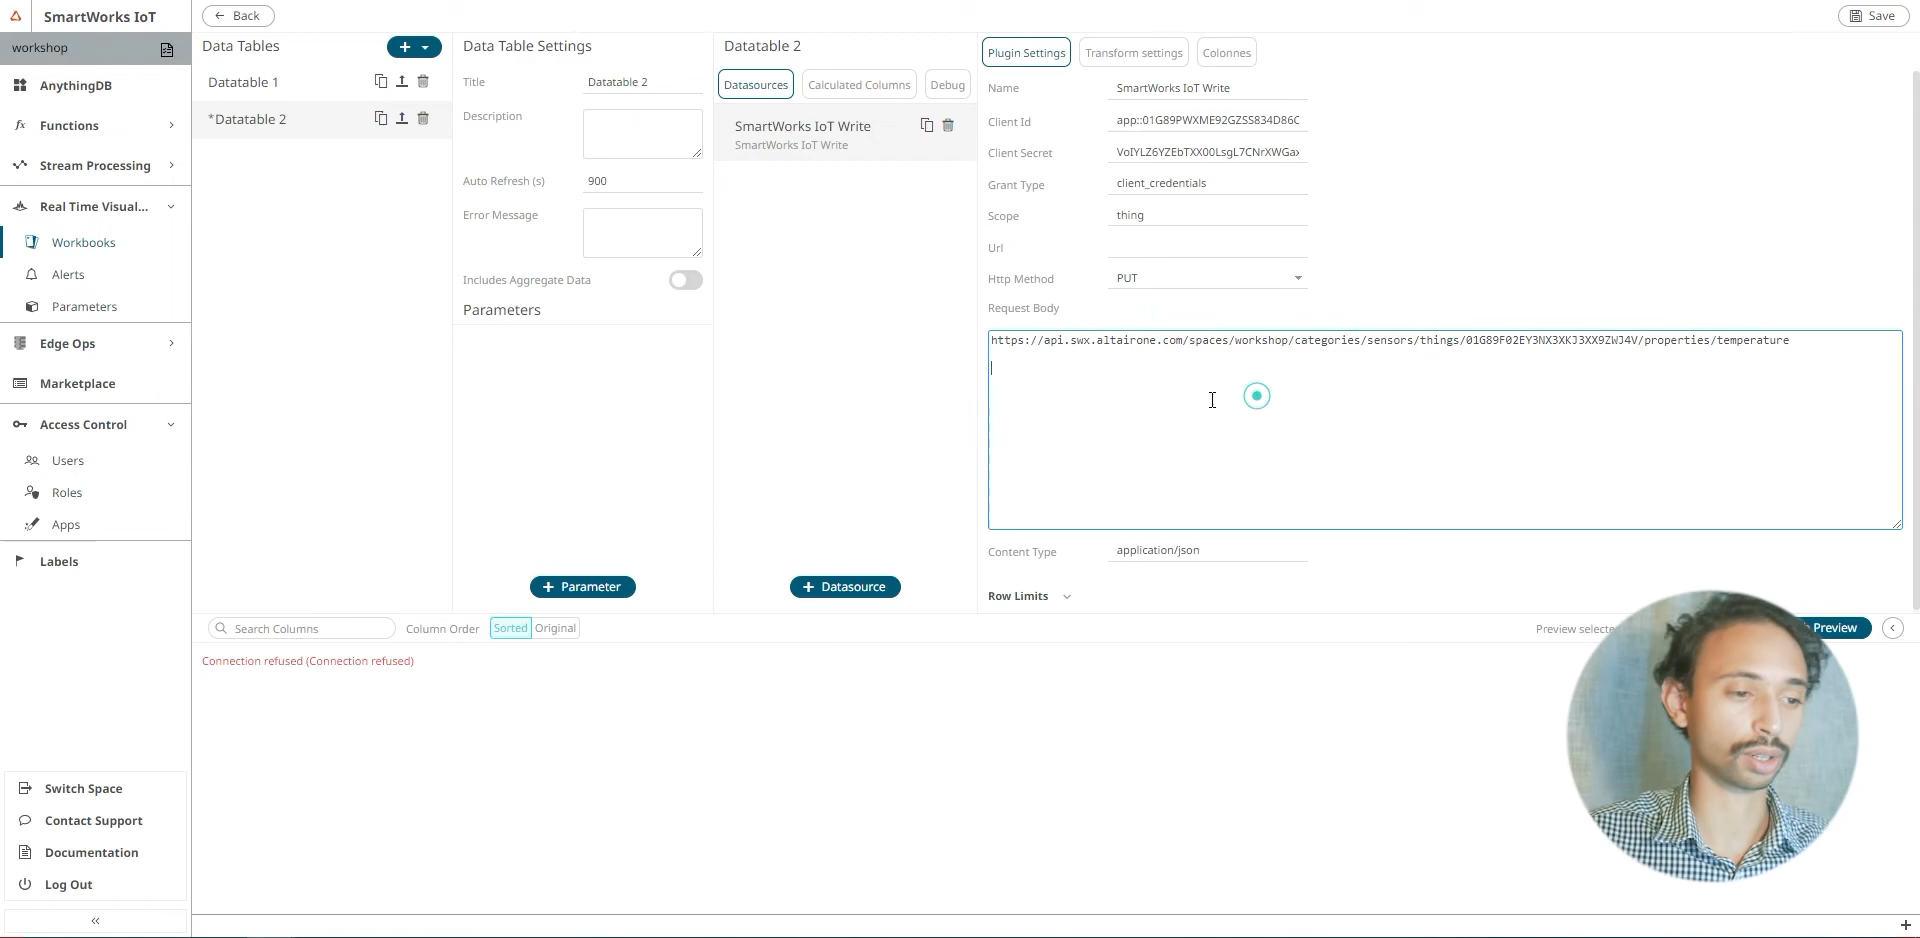 SmartWorks IoT
Back
Save
workshop
AnythingDB
Functions
Stream Processing
Real Time Visual...
Workbooks
Alerts
Parameters
Edge Ops
Marketplace
Access Control
Users
Roles
Apps
Labels
Switch Space
Contact Support
Documentation
Log Out
Data Tables
Datatable 1
*Datatable 2
Data Table Settings
Title Datatable 2
Description
Auto Refresh (s) 900
Error Message
Includes Aggregate Data
Parameters
+ Parameter
Datatable 2
Datasources Calculated Columns Debug
SmartWorks IoT Write
SmartWorks IoT Write
+ Datasource
Plugin Settings Transform settings Colonnes
Name SmartWorks IoT Write
Client Id app::01G89PWXME92GZSS834D86C
Client Secret VoIYLZ6YZEbTXX00LsgL7CNrXWGax
Grant Type client_credentials
Scope thing
Url
Http Method PUT
Request Body
https://api.swx.altairone.com/spaces/workshop/categories/sensors/things/01G89F02EY3NX3XKJ3XX9ZWJ4V/properties/temperature
Content Type application/json
Row Limits
Search Columns Column Order Sorted Original Preview Preview
Connection refused (Connection refused)